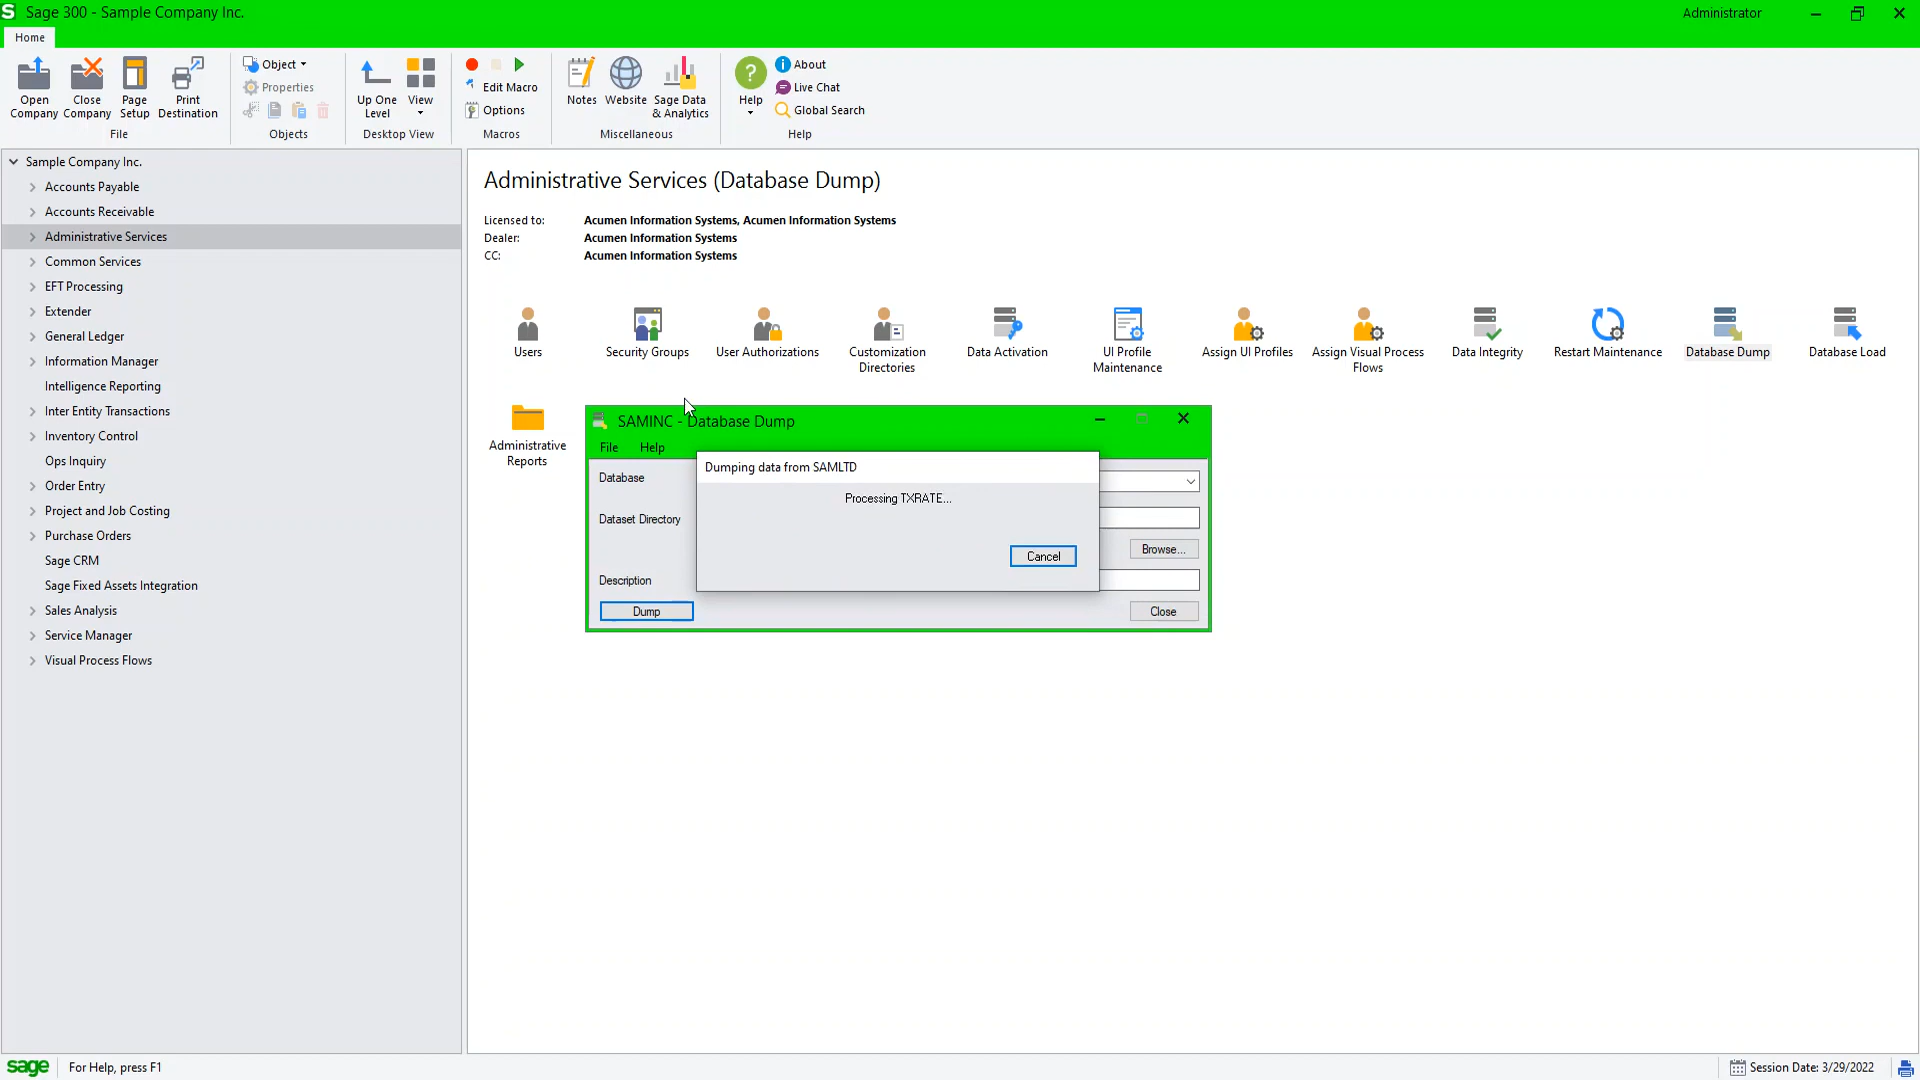 Sage 300 - Sample Company Inc.
Administrator
Home
Open Company
Close Company
Page Setup
Print Destination
File
Object
Properties
Objects
Up One Level
View
Desktop View
Edit Macro
Options
Macros
Notes
Website
Sage Data & Analytics
Miscellaneous
Help
About
Live Chat
Global Search
Help
Sample Company Inc.
Accounts Payable
Accounts Receivable
Administrative Services
Common Services
EFT Processing
Extender
General Ledger
Information Manager
Intelligence Reporting
Inter Entity Transactions
Inventory Control
Ops Inquiry
Order Entry
Project and Job Costing
Purchase Orders
Sage CRM
Sage Fixed Assets Integration
Sales Analysis
Service Manager
Visual Process Flows
Administrative Services (Database Dump)
Licensed to: Acumen Information Systems, Acumen Information Systems
Dealer: Acumen Information Systems
CC: Acumen Information Systems
Users
Security Groups
User Authorizations
Customization Directories
Data Activation
UI Profile Maintenance
Assign UI Profiles
Assign Visual Process Flows
Data Integrity
Restart Maintenance
Database Dump
Database Load
Administrative Reports
SAMINC - Database Dump
File Help
Database
Dataset Directory
Browse...
Description
Dump
Close
Dumping data from SAMLTD
Processing TXRATE...
Cancel
sage
For Help, press F1
Session Date: 3/29/2022